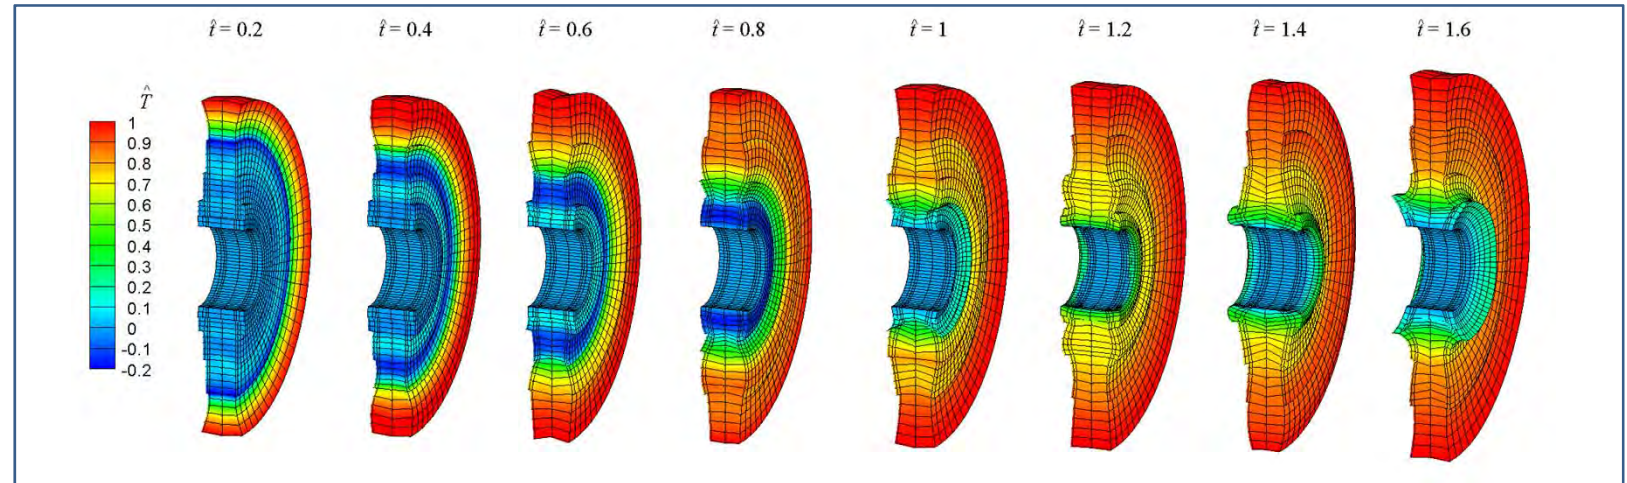 t̂ = 0.2
t̂ = 0.4
t̂ = 0.6
t̂ = 0.8
t̂ = 1
t̂ = 1.2
t̂ = 1.4
t̂ = 1.6
T̂
1
0.9
0.8
0.7
0.6
0.5
0.4
0.3
0.2
0.1
0
-0.1
-0.2